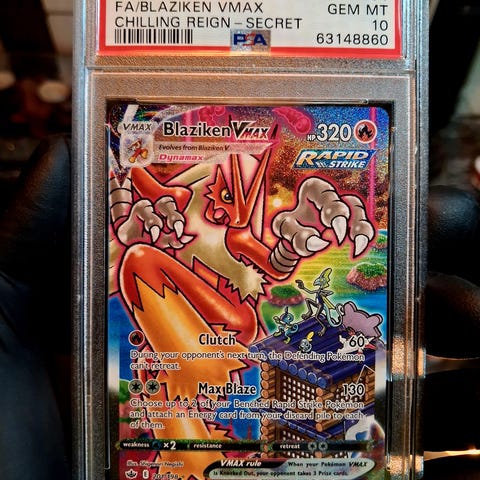 FA/BLAZIKEN VMAX GEM MT
CHILLING REIGN-SECRET 10
PSA 63148860
VMAX Blaziken VMAX HP 320
Evolves from Blaziken V
Dynamax
RAPID STRIKE
Clutch 60
During your opponent's next turn, the Defending Pokémon
can't retreat.
Max Blaze 130
Choose up to 2 of your Benched Rapid Strike Pokémon
and attach an Energy card from your discard pile to each
of them.
weakness ×2 resistance retreat
Illus. Shigenori Negishi
VMAX rule When your Pokémon VMAX
is Knocked Out, your opponent takes 3 Prize cards.
E